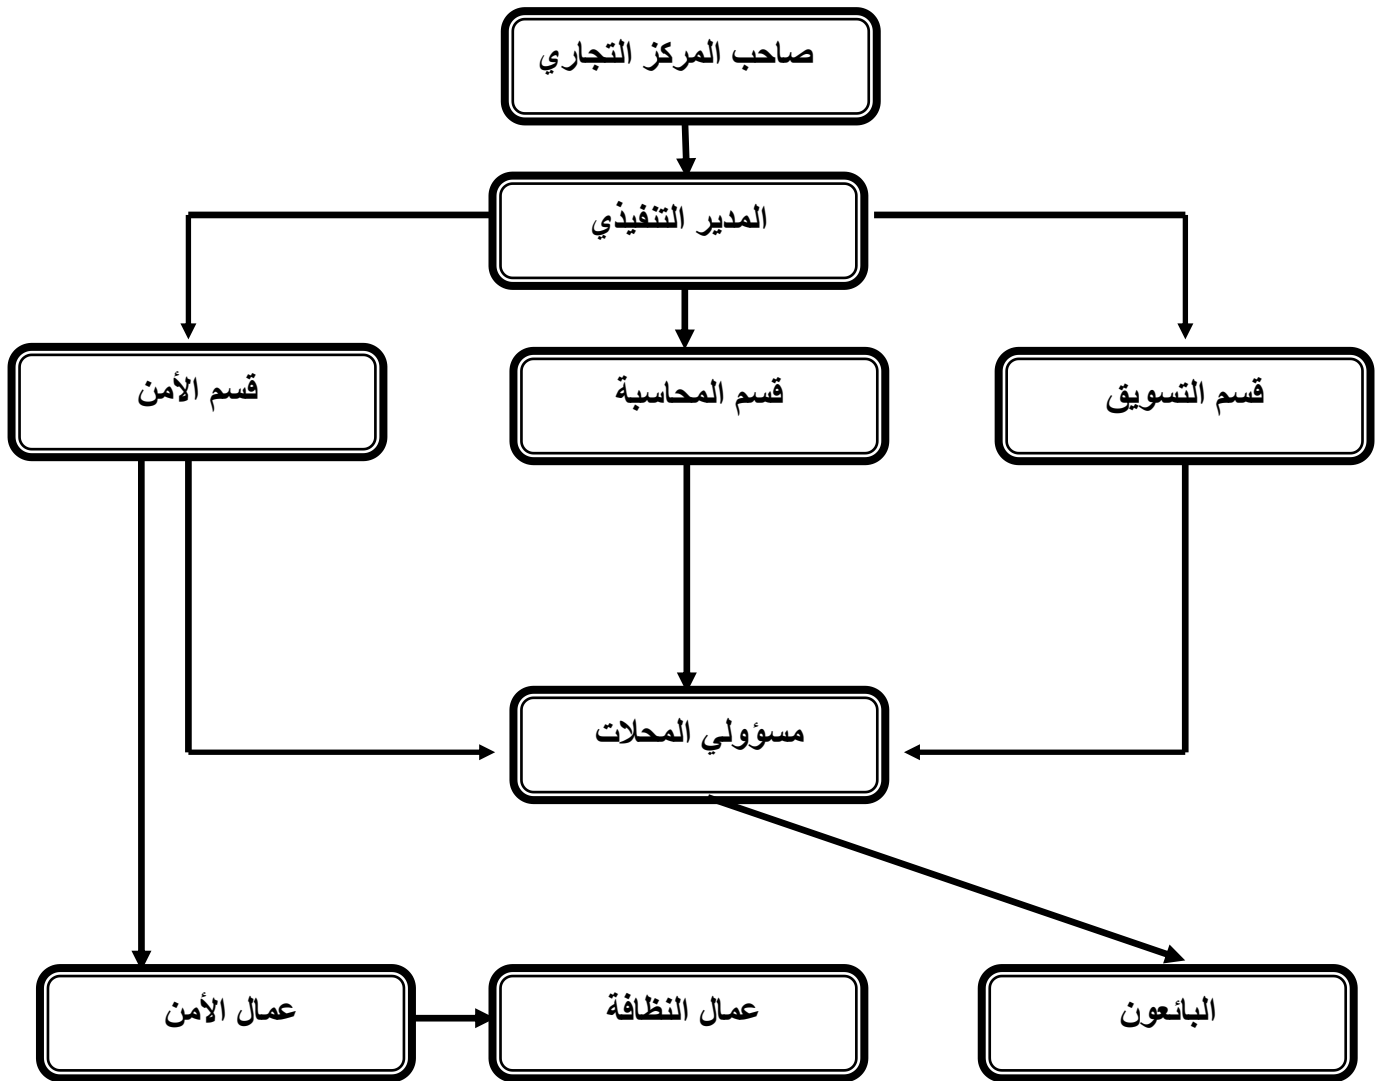 صاحب المركز التجاري
المدير التنفيذي
قسم التسويق
قسم المحاسبة
قسم الأمن
مسؤولي المحلات
البائعون
عمال النظافة
عمال الأمن